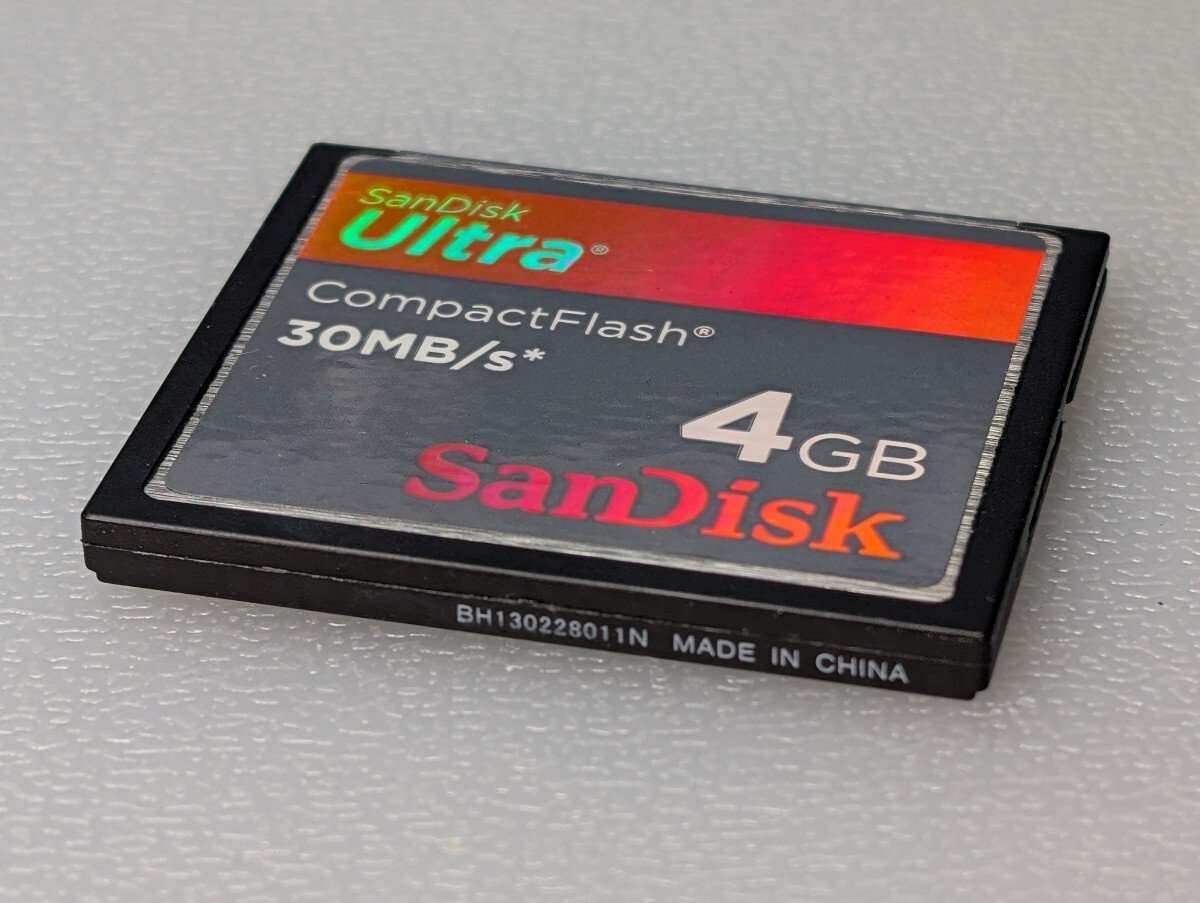 SanDisk
Ultra®
CompactFlash®
30MB/s*
4GB
SanDisk
BH130228011N MADE IN CHINA